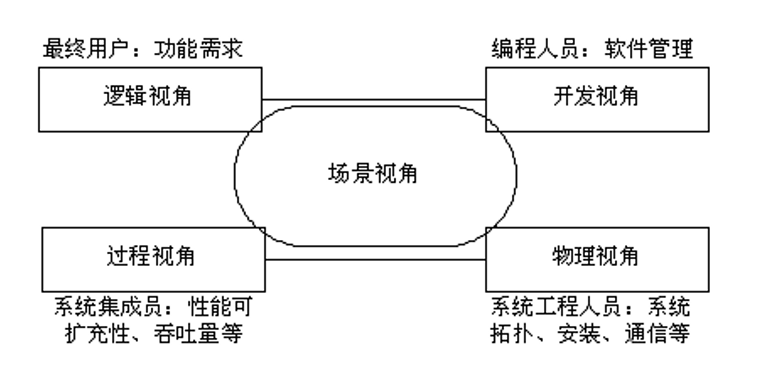 最终用户：功能需求
编程人员：软件管理
逻辑视角
开发视角
场景视角
过程视角
物理视角
系统集成员：性能可
扩充性、吞吐量等
系统工程人员：系统
拓扑、安装、通信等